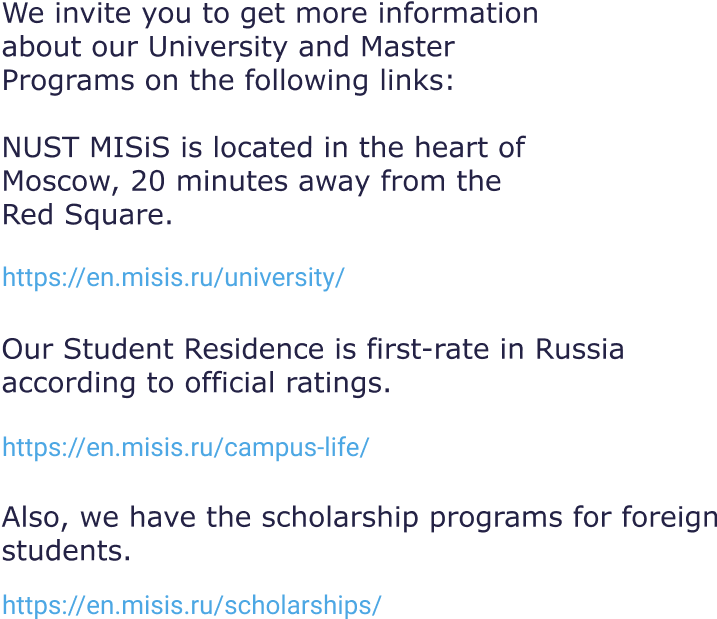 We invite you to get more information
about our University and Master
Programs on the following links:
NUST MISiS is located in the heart of
Moscow, 20 minutes away from the
Red Square.
https://en.misis.ru/university/
Our Student Residence is first-rate in Russia
according to official ratings.
https://en.misis.ru/campus-life/
Also, we have the scholarship programs for foreign
students.
https://en.misis.ru/scholarships/